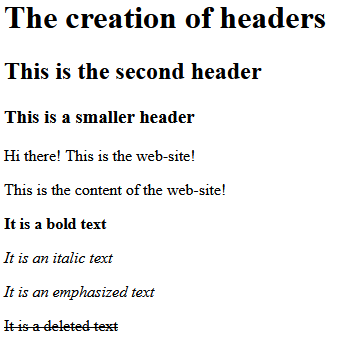 The creation of headers
This is the second header
This is a smaller header
Hi there! This is the web-site!
This is the content of the web-site!
It is a bold text
It is an italic text
It is an emphasized text
It is a deleted text